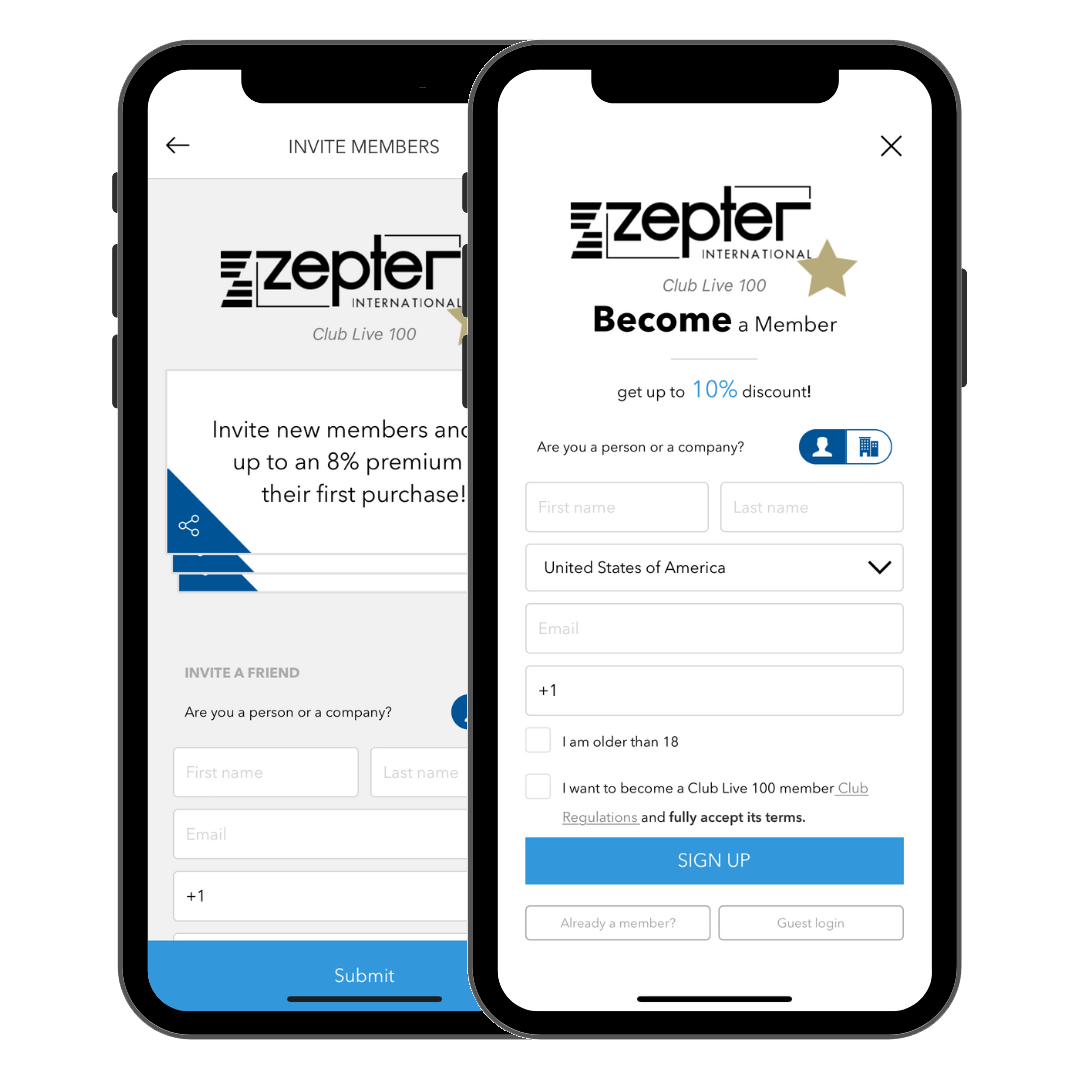 INVITE MEMBERS
zepter
INTERNATIONAL
Club Live 100
Invite new members and
up to an 8% premium
their first purchase!
INVITE A FRIEND
Are you a person or a company?
First name
Last name
Email
+1
Submit
zepter
INTERNATIONAL
Club Live 100
Become a Member
get up to 10% discount!
Are you a person or a company?
First name
Last name
United States of America
Email
+1
I am older than 18
I want to become a Club Live 100 member Club
Regulations and fully accept its terms.
SIGN UP
Already a member?
Guest login